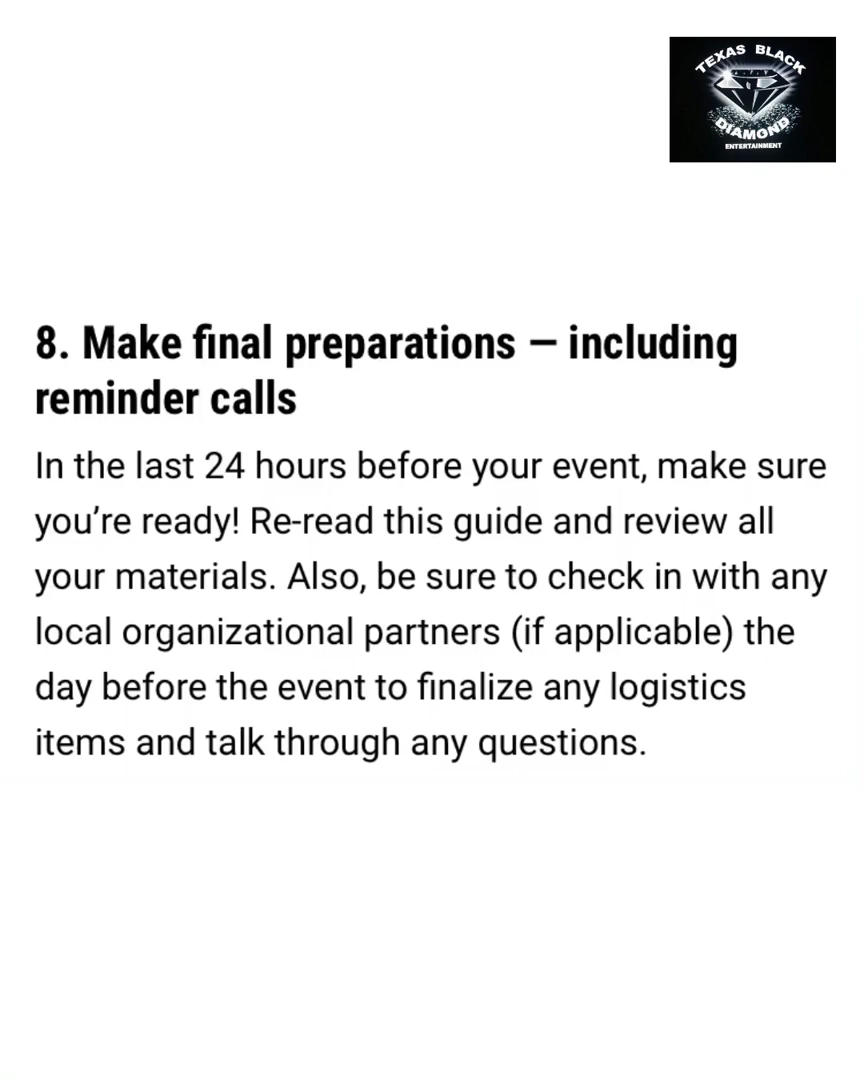 TEXAS BLACK
DIAMOND
ENTERTAINMENT
8. Make final preparations – including
reminder calls
In the last 24 hours before your event, make sure
you’re ready! Re-read this guide and review all
your materials. Also, be sure to check in with any
local organizational partners (if applicable) the
day before the event to finalize any logistics
items and talk through any questions.